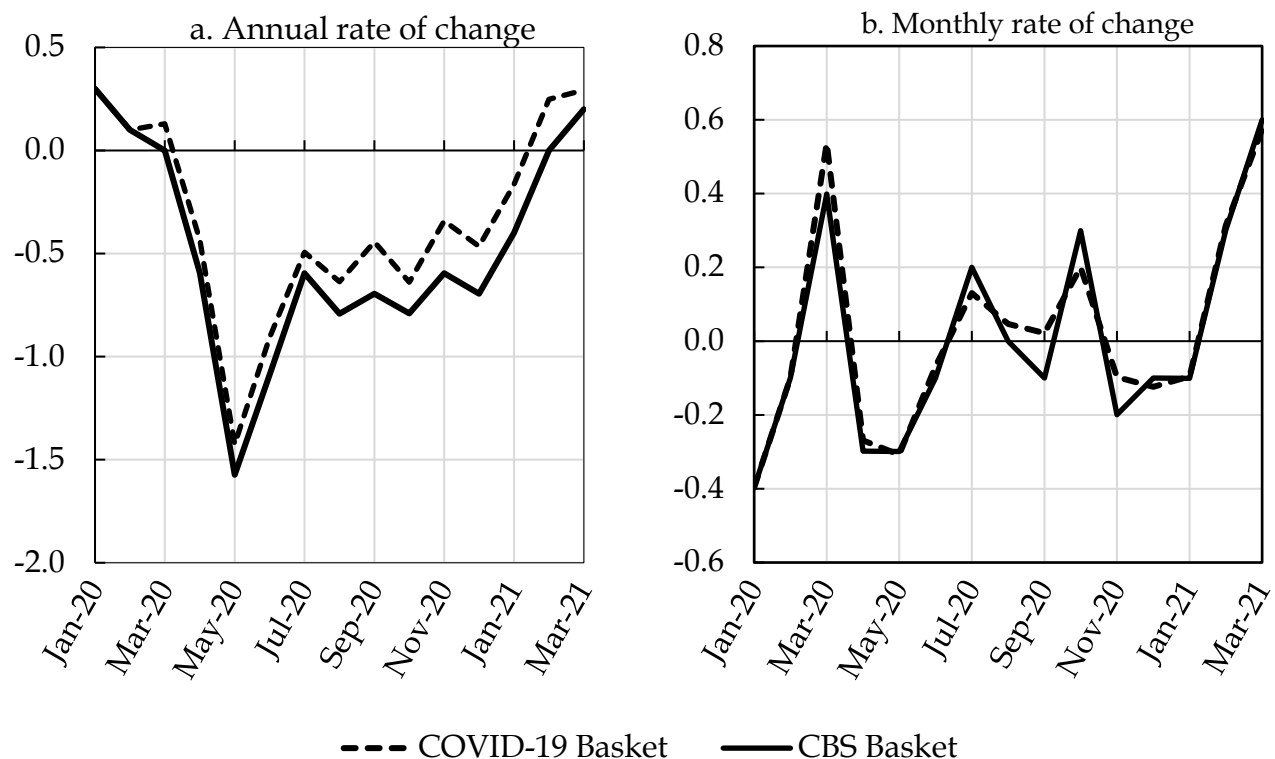 a. Annual rate of change
0.5
0.0
-0.5
-1.0
-1.5
-2.0
Jan-20
Mar-20
May-20
Jul-20
Sep-20
Nov-20
Jan-21
Mar-21
b. Monthly rate of change
0.8
0.6
0.4
0.2
0.0
-0.2
-0.4
-0.6
Jan-20
Mar-20
May-20
Jul-20
Sep-20
Nov-20
Jan-21
Mar-21
COVID-19 Basket
CBS Basket